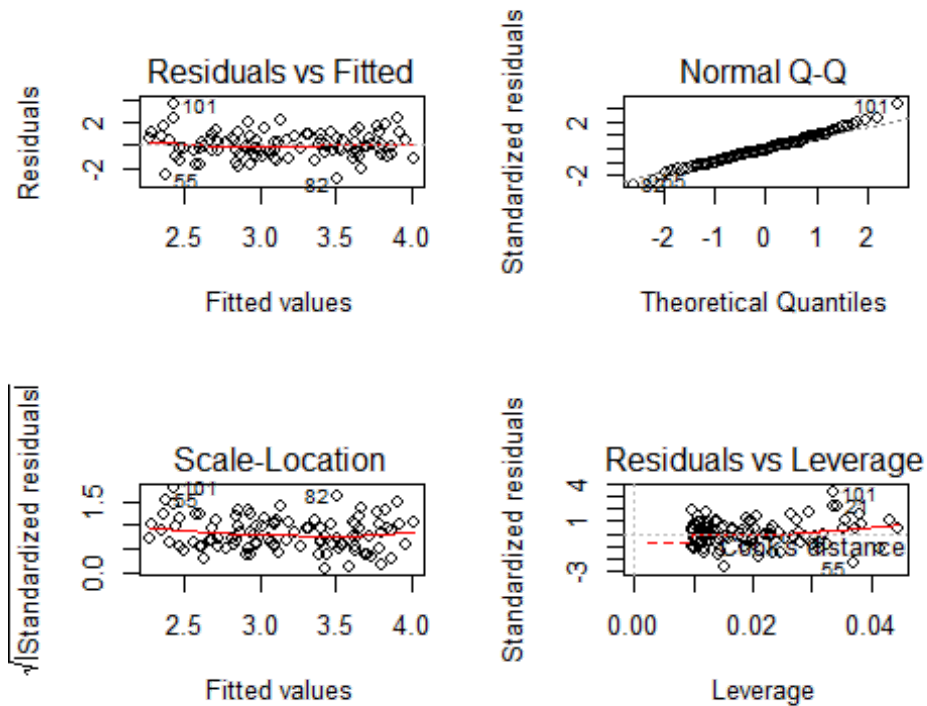 Residuals vs Fitted
Residuals
2
-2
101
55
82
2.5 3.0 3.5 4.0
Fitted values
Normal Q-Q
Standardized residuals
2
-2
101
82
55
-2 -1 0 1 2
Theoretical Quantiles
Scale-Location
√|Standardized residuals|
1.5
0.0
101
55
82
2.5 3.0 3.5 4.0
Fitted values
Residuals vs Leverage
Standardized residuals
4
1
-3
101
21
Cook's distance
55
0.00 0.02 0.04
Leverage